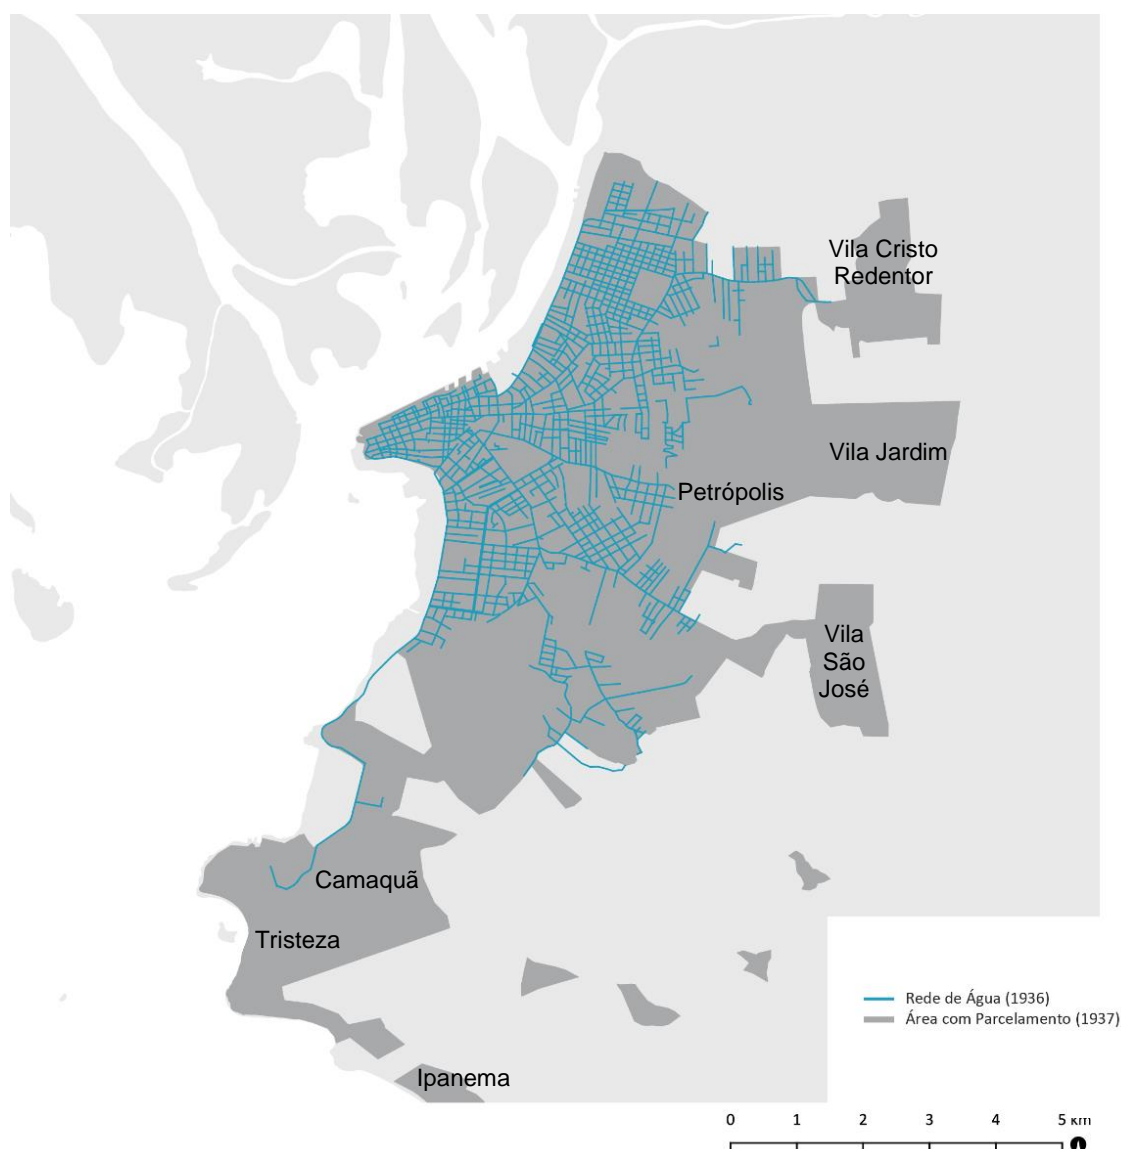 Vila Cristo
Redentor
Vila Jardim
Petrópolis
Vila
São
José
Camaquã
Tristeza
Rede de Água (1936)
Área com Parcelamento (1937)
Ipanema
0 1 2 3 4 5 km